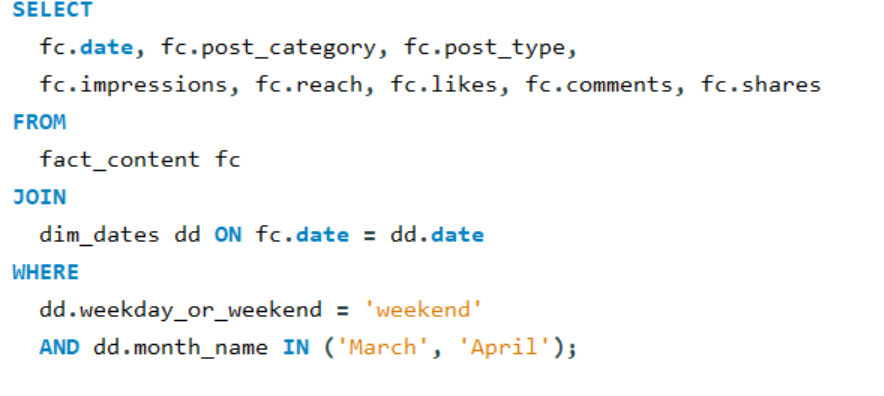 SELECT
fc.date, fc.post_category, fc.post_type,
fc.impressions, fc.reach, fc.likes, fc.comments, fc.shares
FROM
fact_content fc
JOIN
dim_dates dd ON fc.date = dd.date
WHERE
dd.weekday_or_weekend = 'weekend'
AND dd.month_name IN ('March', 'April');